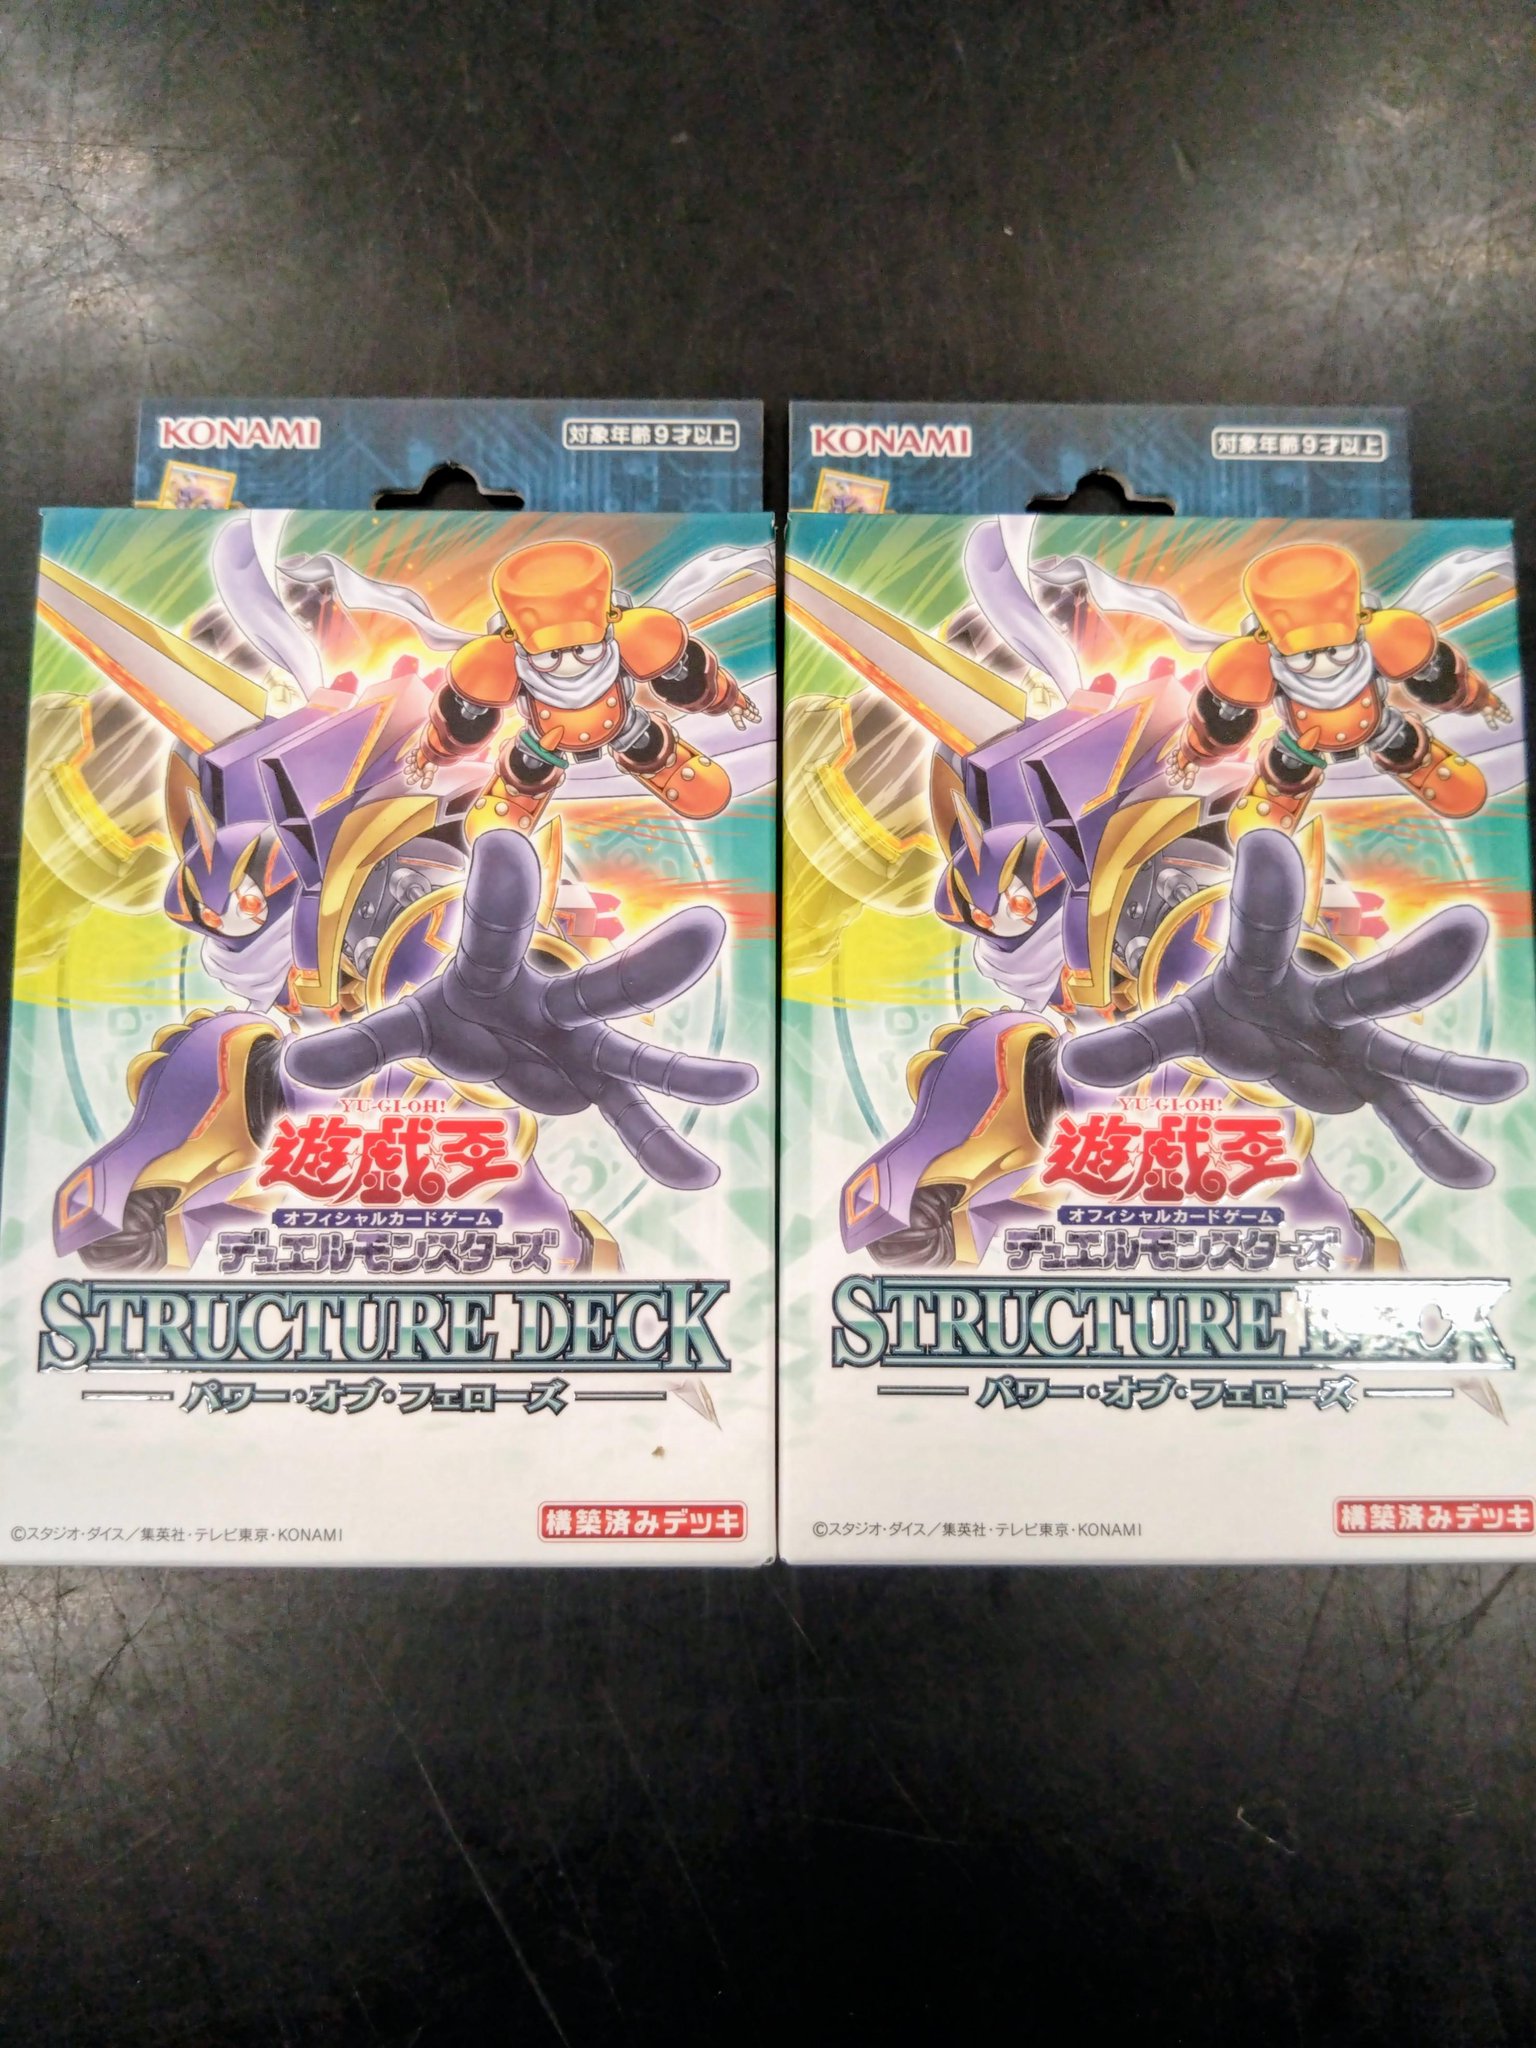 KONAMI
対象年齢9才以上
YU-GI-OH!
遊戯王
オフィシャルカードゲーム
デュエルモンスターズ
STRUCTURE DECK
パワー・オブ・フェローズ
構築済みデッキ
©スタジオ・ダイス／集英社・テレビ東京・KONAMI
KONAMI
対象年齢9才以上
YU-GI-OH!
遊戯王
オフィシャルカードゲーム
デュエルモンスターズ
STRUCTURE DECK
パワー・オブ・フェローズ
構築済みデッキ
©スタジオ・ダイス／集英社・テレビ東京・KONAMI